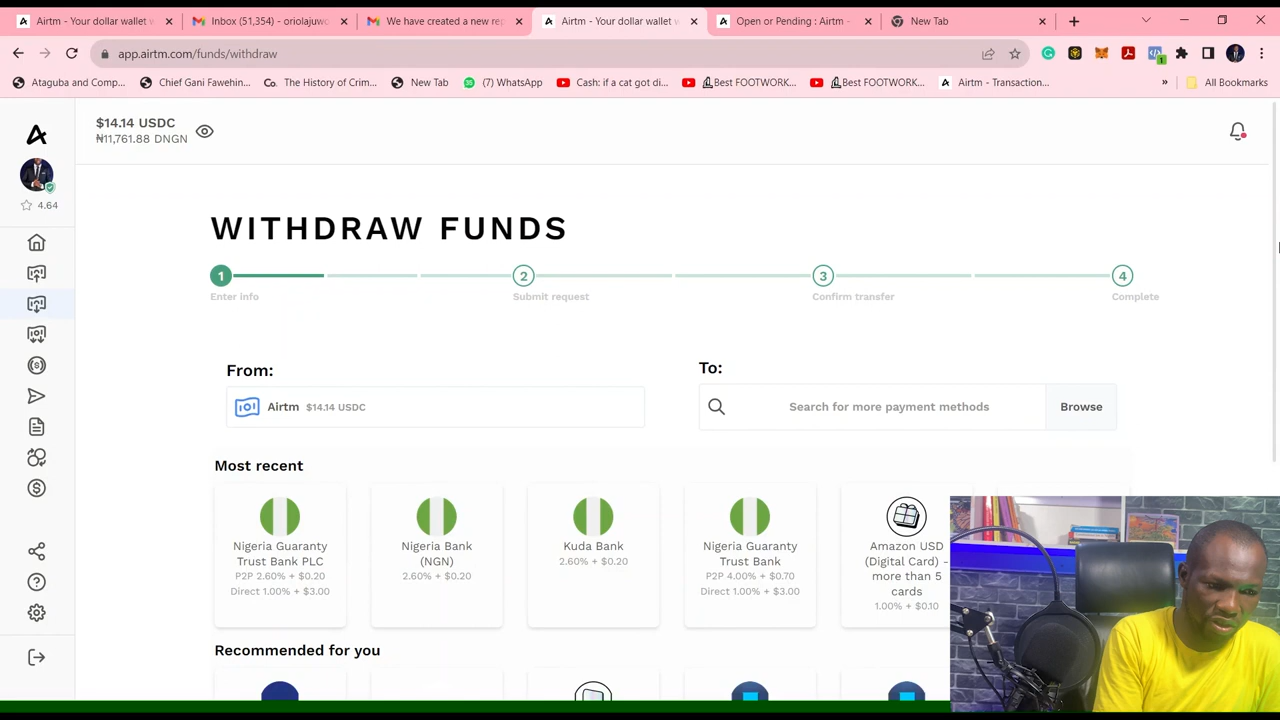 Airtm - Your dollar wallet w
Inbox (51,354) - oriolajuwo
We have created a new rep
Airtm - Your dollar wallet w
Open or Pending : Airtm -
New Tab
app.airtm.com/funds/withdraw
Ataguba and Comp...
Chief Gani Fawehin...
The History of Crim...
New Tab
(7) WhatsApp
Cash: if a cat got di...
Best FOOTWORK...
Best FOOTWORK...
Airtm - Transaction...
All Bookmarks
$14.14 USDC
₦11,761.88 DNGN
4.64
WITHDRAW FUNDS
1
2
3
4
Enter info
Submit request
Confirm transfer
Complete
From:
Airtm $14.14 USDC
To:
Search for more payment methods
Browse
Most recent
Nigeria Guaranty
Trust Bank PLC
P2P 2.60% + $0.20
Direct 1.00% + $3.00
Nigeria Bank
(NGN)
2.60% + $0.20
Kuda Bank
2.60% + $0.20
Nigeria Guaranty
Trust Bank
P2P 4.00% + $0.70
Direct 1.00% + $3.00
Amazon USD
(Digital Card) -
more than 5
cards
1.00% + $0.10
Recommended for you